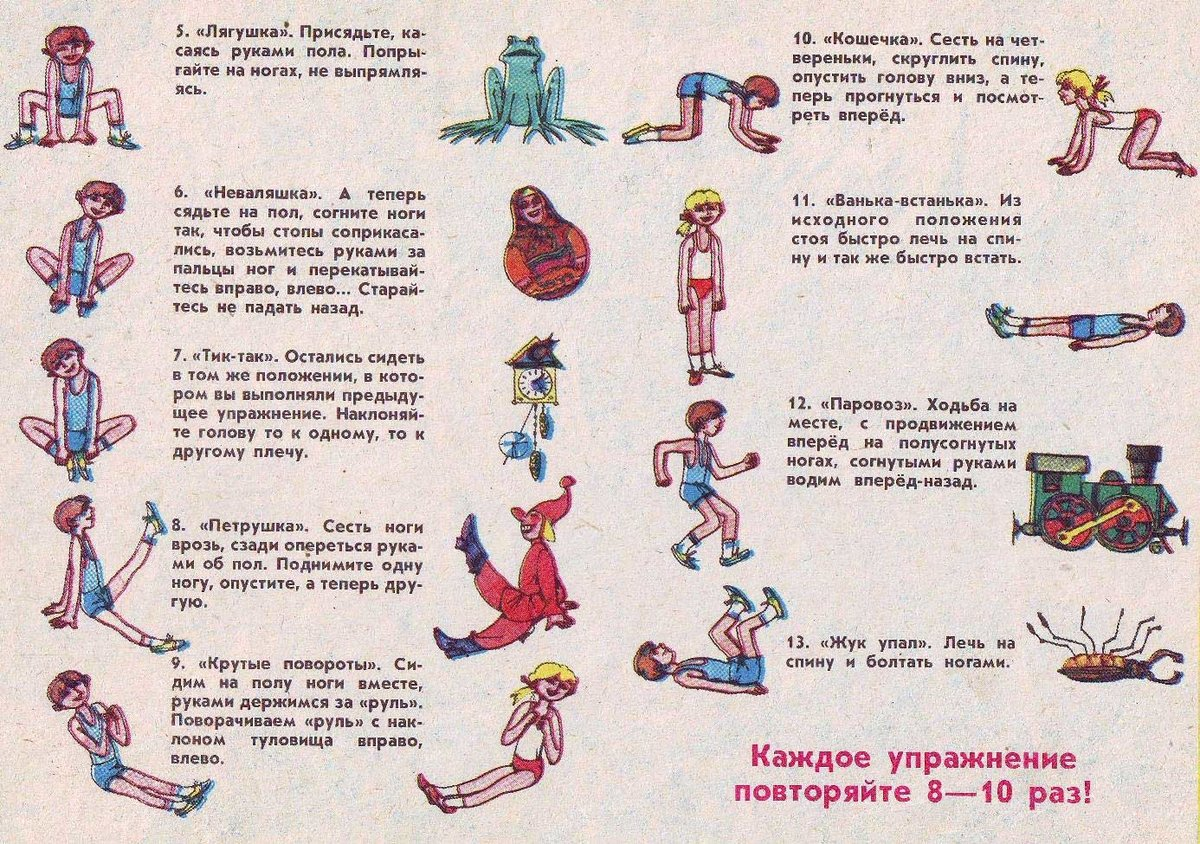 5. «Лягушка». Присядьте, ка-
саясь руками пола. Попры-
гайте на ногах, не выпрямля-
ясь.
6. «Неваляшка». А теперь
сядьте на пол, согните ноги
так, чтобы стопы соприкаса-
лись, возьмитесь руками за
пальцы ног и перекатывай-
тесь вправо, влево... Старай-
тесь не падать назад.
7. «Тик-так». Остались сидеть
в том же положении, в кото-
ром вы выполняли предыду-
щее упражнение. Наклоняй-
те голову то к одному, то к
другому плечу.
8. «Петрушка». Сесть ноги
врозь, сзади опереться рука-
ми об пол. Поднимите одну
ногу, опустите, а теперь дру-
гую.
9. «Крутые повороты». Си-
дим на полу ноги вместе,
руками держимся за «руль».
Поворачиваем «руль» с нак-
лоном туловища вправо,
влево.
10. «Кошечка». Сесть на чет-
вереньки, скруглить спину,
опустить голову вниз, а те-
перь прогнуться и посмот-
реть вперёд.
11. «Ванька-встанька». Из
исходного положения
стоя быстро лечь на спи-
ну и так же быстро встать.
12. «Паровоз». Ходьба на
месте, с продвижением
вперёд на полусогнутых
ногах, согнутыми руками
водим вперёд-назад.
13. «Жук упал». Лечь на
спину и болтать ногами.
Каждое упражнение
повторяйте 8—10 раз!